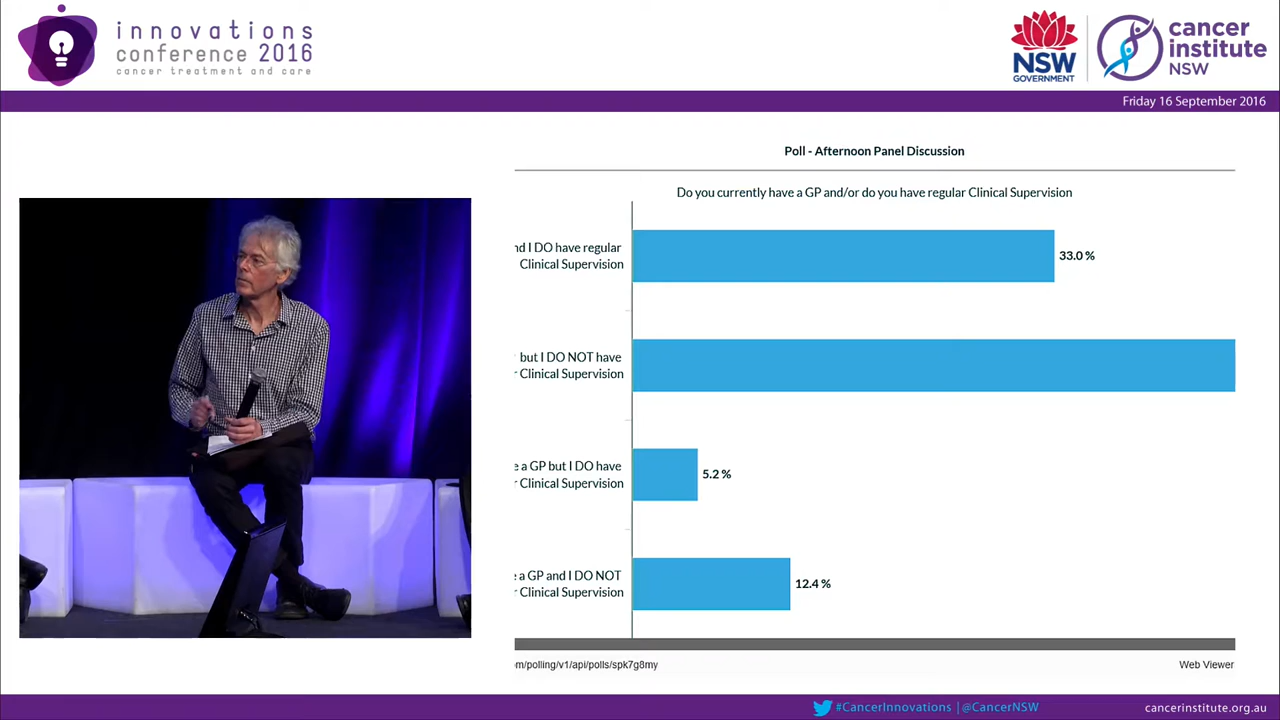 innovations
conference 2016
cancer treatment and care
NSW
GOVERNMENT
cancer
institute
NSW
Friday 16 September 2016
Poll - Afternoon Panel Discussion
Do you currently have a GP and/or do you have regular Clinical Supervision
I DO have regular
Clinical Supervision
33.0 %
but I DO NOT have
Clinical Supervision
a GP but I DO have
Clinical Supervision
5.2 %
a GP and I DO NOT
Clinical Supervision
12.4 %
m/polling/v1/api/polls/spk7g8my
Web Viewer
#CancerInnovations | @CancerNSW
cancerinstitute.org.au